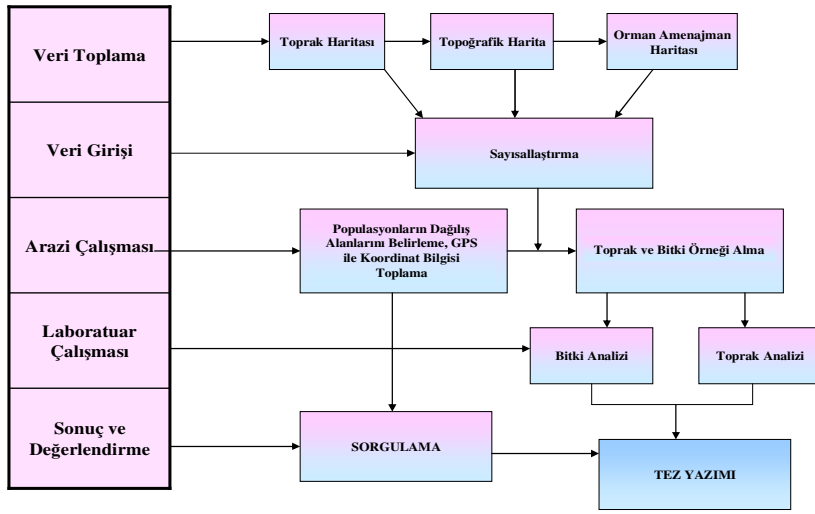 Veri Toplama
Toprak Haritası
Topoğrafik Harita
Orman Amenajman
Haritası
Veri Girişi
Sayısallaştırma
Arazi Çalışması
Populasyonların Dağılış
Alanlarını Belirleme, GPS
ile Koordinat Bilgisi
Toplama
Toprak ve Bitki Örneği Alma
Laboratuar
Çalışması
Bitki Analizi
Toprak Analizi
Sonuç ve
Değerlendirme
SORGULAMA
TEZ YAZIMI